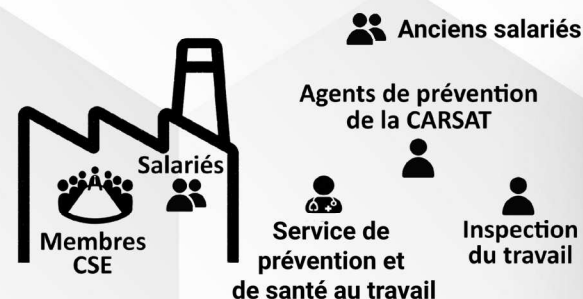 Anciens salariés
Agents de prévention
de la CARSAT
Salariés
Membres
CSE
Service de
prévention et
de santé au travail
Inspection
du travail